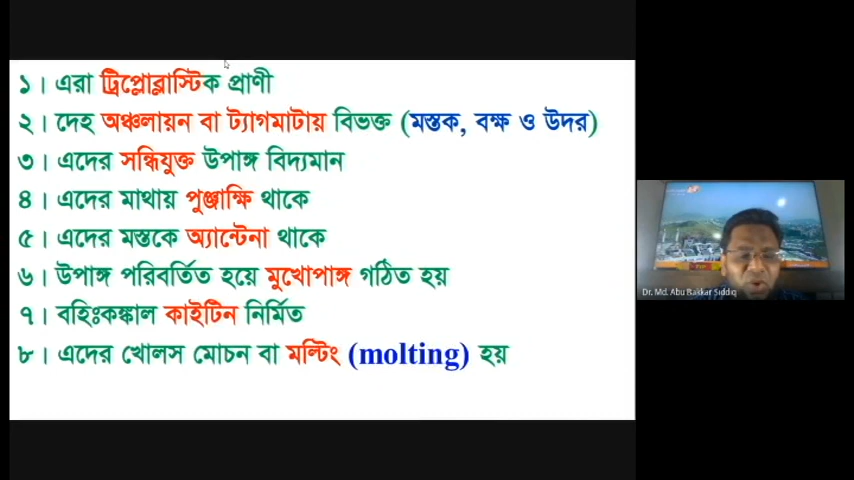 ১। এরা ট্রিপ্লোব্লাস্টিক প্রাণী
২। দেহ অঞ্চলায়ন বা ট্যাগমাটায় বিভক্ত (মস্তক, বক্ষ ও উদর)
৩। এদের সন্ধিযুক্ত উপাঙ্গ বিদ্যমান
৪। এদের মাথায় পুঞ্জাক্ষি থাকে
৫। এদের মস্তকে অ্যান্টেনা থাকে
৬। উপাঙ্গ পরিবর্তিত হয়ে মুখোপাঙ্গ গঠিত হয়
৭। বহিঃকঙ্কাল কাইটিন নির্মিত
৮। এদের খোলস মোচন বা মল্টিং (molting) হয়
Dr. Md. Abu Bakkar Siddiq